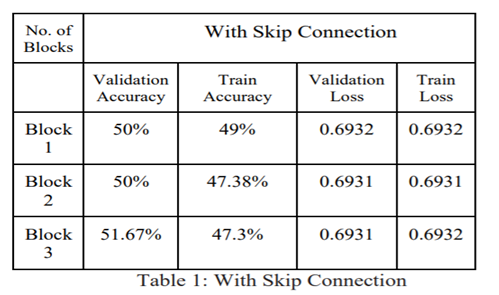 No. of Blocks With Skip Connection
Validation Accuracy Train Accuracy Validation Loss Train Loss
Block 1 50% 49% 0.6932 0.6932
Block 2 50% 47.38% 0.6931 0.6931
Block 3 51.67% 47.3% 0.6931 0.6932
Table 1: With Skip Connection